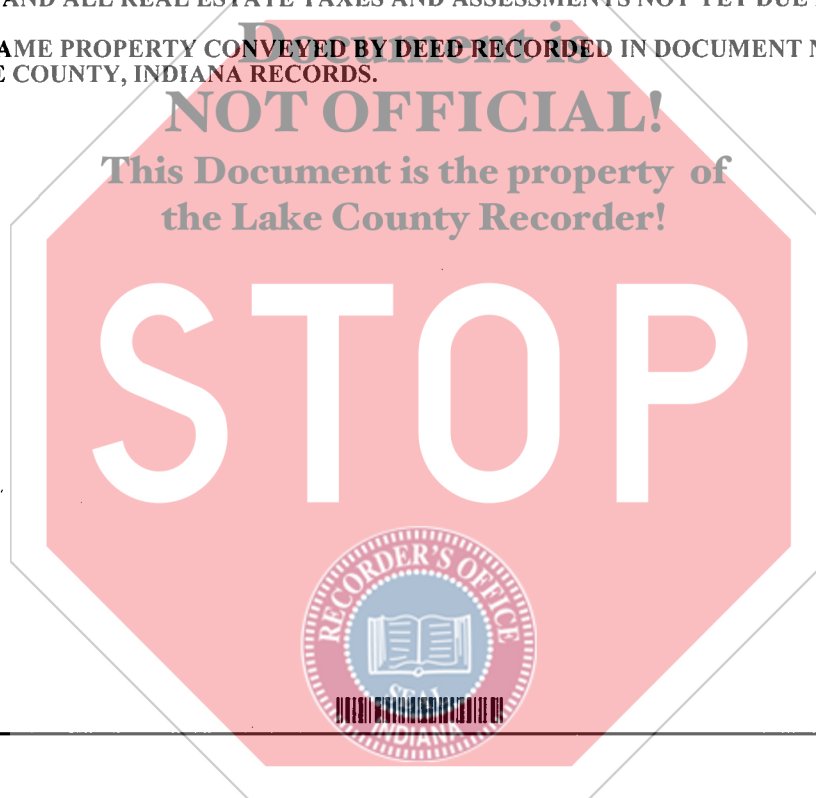 AND ALL REAL ESTATE TAXES AND ASSESSMENTS NOT YET DUE
Document is
AME PROPERTY CONVEYED BY DEED RECORDED IN DOCUMENT N
E COUNTY, INDIANA RECORDS.
NOT OFFICIAL!
This Document is the property of
the Lake County Recorder!
STOP
RECORDER'S OFFICE
SEAL
INDIANA